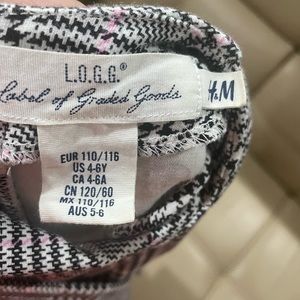 L.O.G.G.®
Label of Graded Goods
H&M
EUR 110/116
US 4-6Y
CA 4-6A
CN 120/60
MX 110/116
AUS 5-6